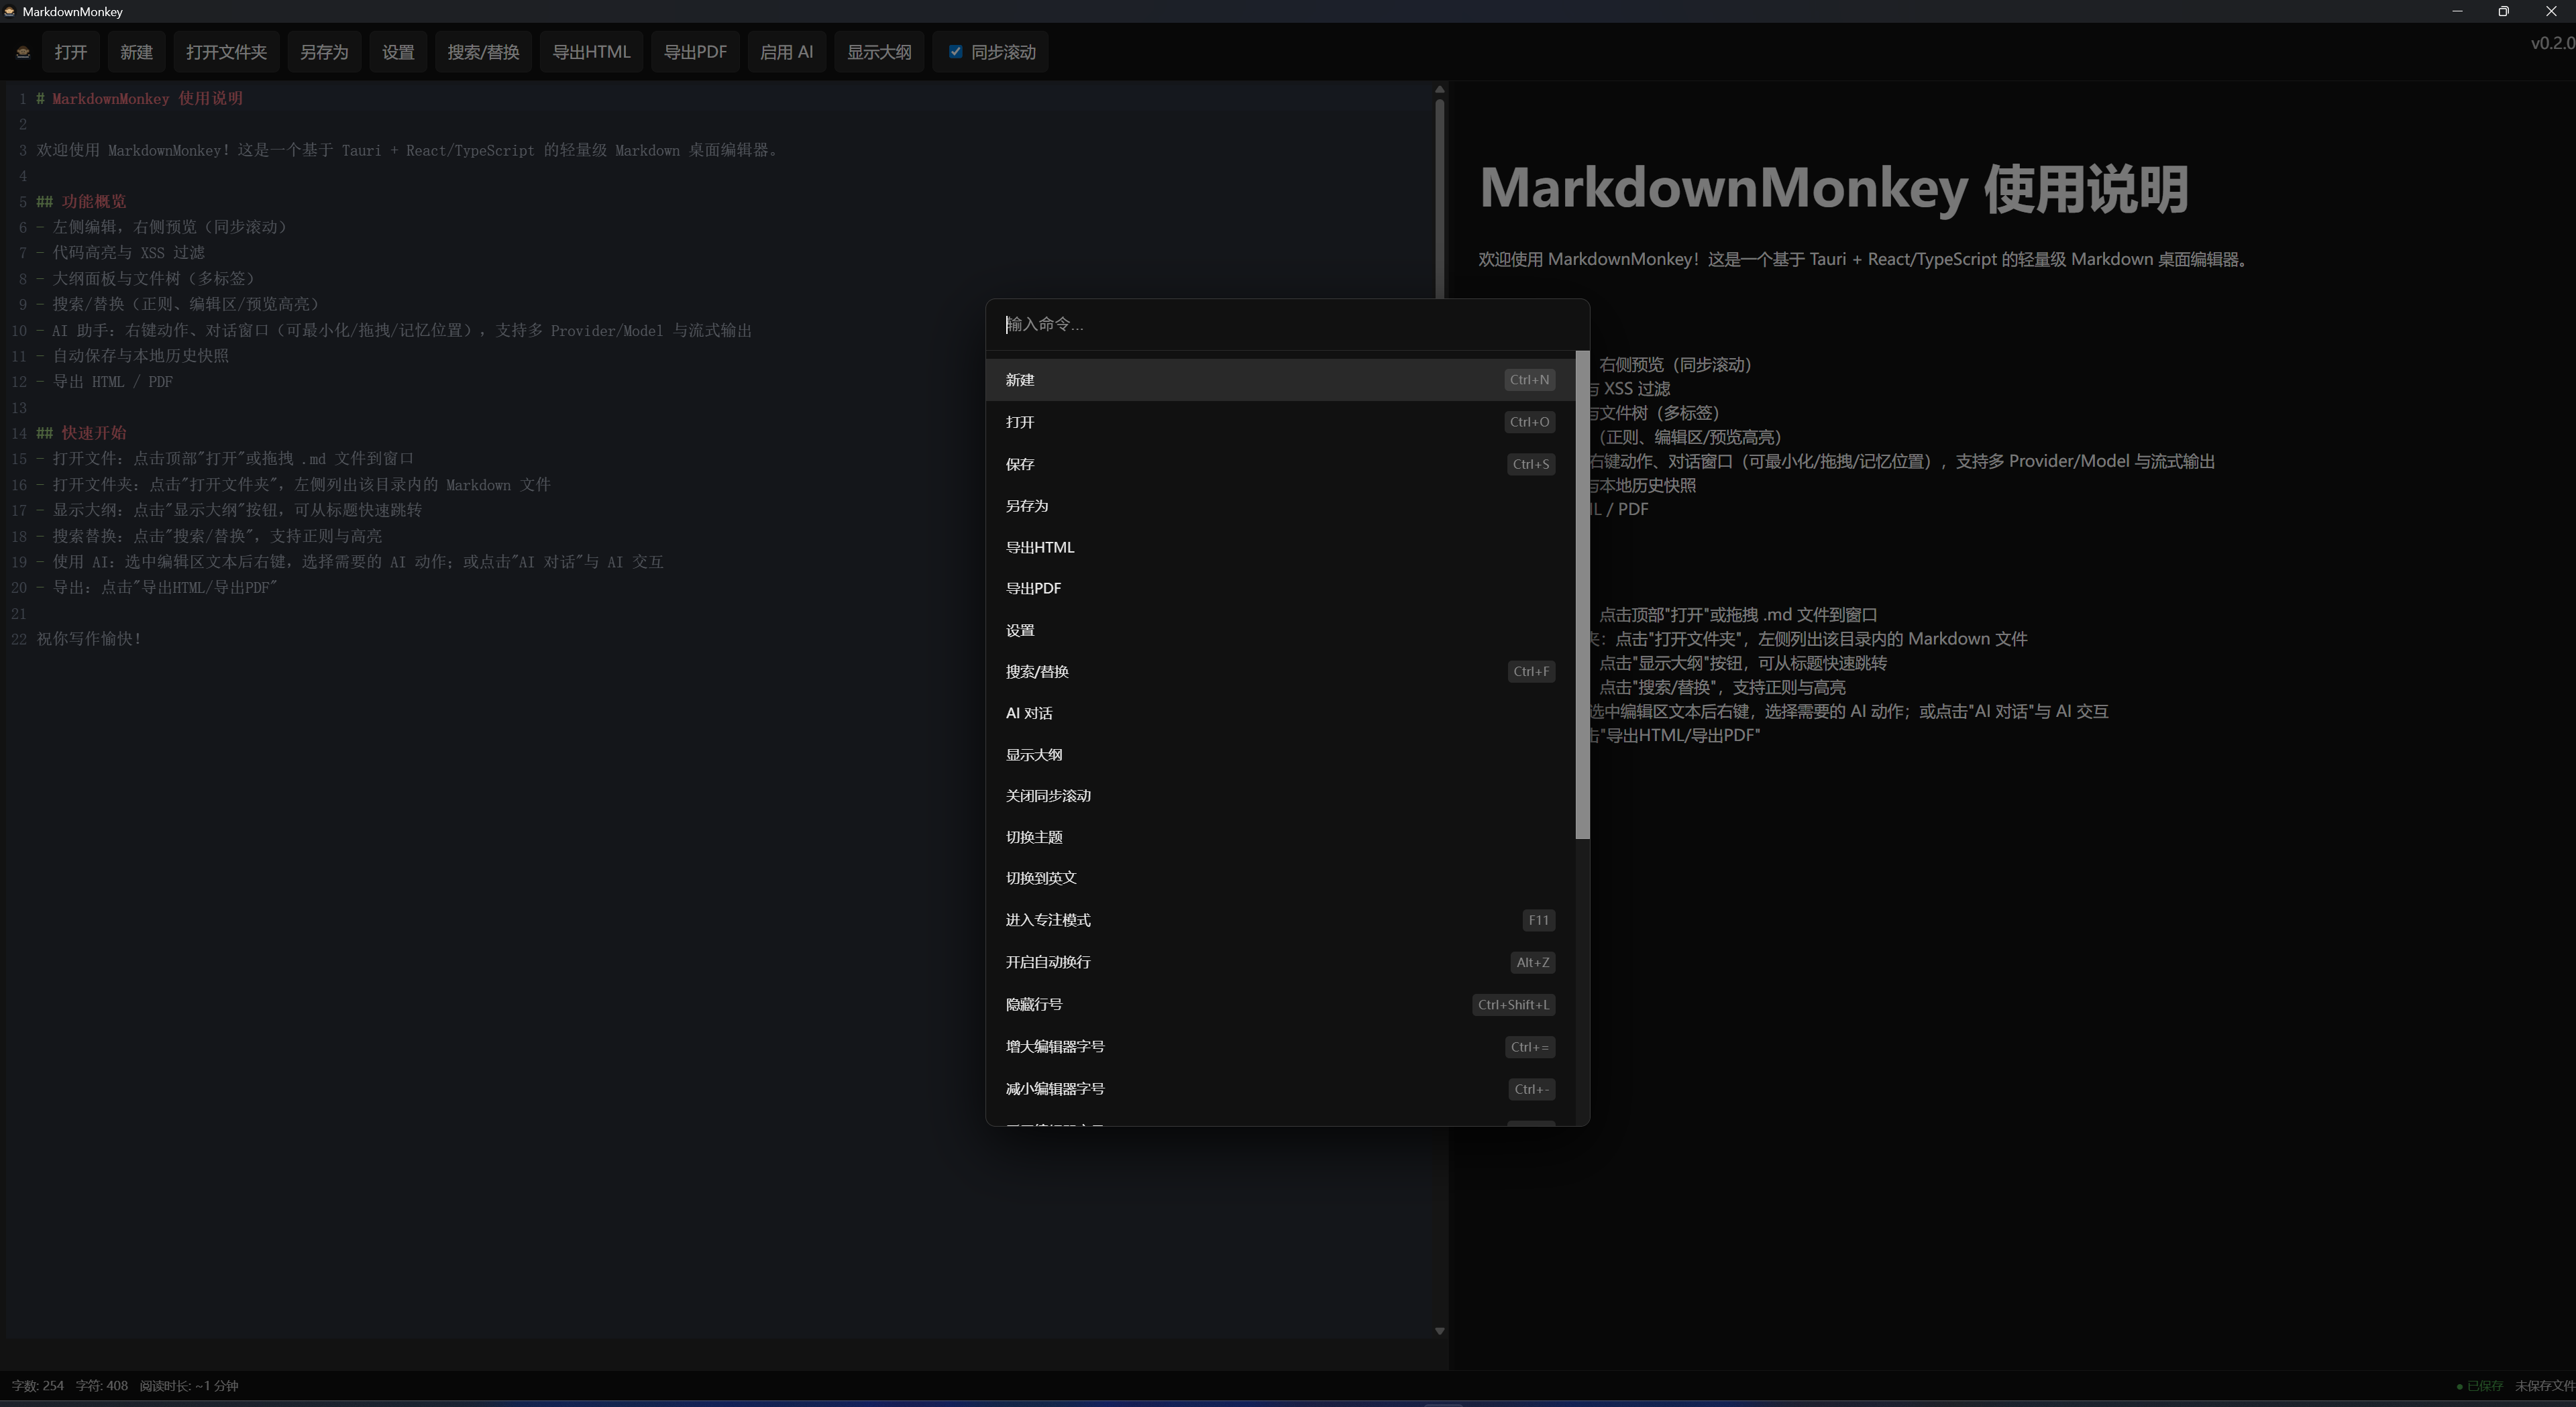 MarkdownMonkey
打开 新建 打开文件夹 另存为 设置 搜索/替换 导出HTML 导出PDF 启用 AI 显示大纲 同步滚动
v0.2.0
1 # MarkdownMonkey 使用说明
2
3 欢迎使用 MarkdownMonkey！这是一个基于 Tauri + React/TypeScript 的轻量级 Markdown 桌面编辑器。
4
5 ## 功能概览
6 - 左侧编辑，右侧预览（同步滚动）
7 - 代码高亮与 XSS 过滤
8 - 大纲面板与文件树（多标签）
9 - 搜索/替换（正则、编辑区/预览高亮）
10 - AI 助手：右键动作、对话窗口（可最小化/拖拽/记忆位置），支持多 Provider/Model 与流式输出
11 - 自动保存与本地历史快照
12 - 导出 HTML / PDF
13
14 ## 快速开始
15 - 打开文件：点击顶部"打开"或拖拽 .md 文件到窗口
16 - 打开文件夹：点击"打开文件夹"，左侧列出该目录内的 Markdown 文件
17 - 显示大纲：点击"显示大纲"按钮，可从标题快速跳转
18 - 搜索替换：点击"搜索/替换"，支持正则与高亮
19 - 使用 AI：选中编辑区文本后右键，选择需要的 AI 动作；或点击"AI 对话"与 AI 交互
20 - 导出：点击"导出HTML/导出PDF"
21
22 祝你写作愉快！
输入命令...
新建 Ctrl+N
打开 Ctrl+O
保存 Ctrl+S
另存为
导出HTML
导出PDF
设置
搜索/替换 Ctrl+F
AI 对话
显示大纲
关闭同步滚动
切换主题
切换到英文
进入专注模式 F11
开启自动换行 Alt+Z
隐藏行号 Ctrl+Shift+L
增大编辑器字号 Ctrl+=
减小编辑器字号 Ctrl+-
MarkdownMonkey 使用说明
欢迎使用 MarkdownMonkey！这是一个基于 Tauri + React/TypeScript 的轻量级 Markdown 桌面编辑器。
右侧预览（同步滚动）
与 XSS 过滤
与文件树（多标签）
（正则、编辑区/预览高亮）
右键动作、对话窗口（可最小化/拖拽/记忆位置），支持多 Provider/Model 与流式输出
与本地历史快照
L / PDF
点击顶部"打开"或拖拽 .md 文件到窗口
：点击"打开文件夹"，左侧列出该目录内的 Markdown 文件
点击"显示大纲"按钮，可从标题快速跳转
点击"搜索/替换"，支持正则与高亮
选中编辑区文本后右键，选择需要的 AI 动作；或点击"AI 对话"与 AI 交互
"导出HTML/导出PDF"
字数: 254 字符: 408 阅读时长: ~1 分钟
● 已保存 未保存文件